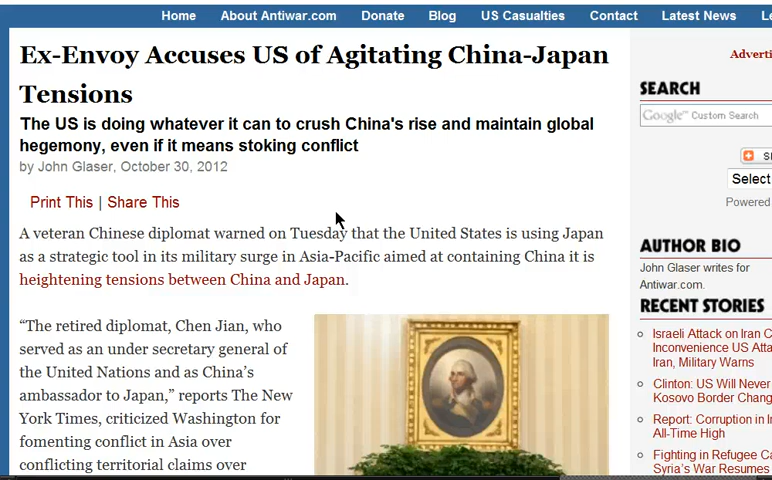 Home About Antiwar.com Donate Blog US Casualties Contact Latest News
Ex-Envoy Accuses US of Agitating China-Japan
Tensions
The US is doing whatever it can to crush China's rise and maintain global
hegemony, even if it means stoking conflict
by John Glaser, October 30, 2012
Print This | Share This
A veteran Chinese diplomat warned on Tuesday that the United States is using Japan
as a strategic tool in its military surge in Asia-Pacific aimed at containing China it is
heightening tensions between China and Japan.
“The retired diplomat, Chen Jian, who
served as an under secretary general of
the United Nations and as China’s
ambassador to Japan,” reports The New
York Times, criticized Washington for
fomenting conflict in Asia over
conflicting territorial claims over
SEARCH
Google™ Custom Search
Select
Powered
AUTHOR BIO
John Glaser writes for
Antiwar.com.
RECENT STORIES
Israeli Attack on Iran
Inconvenience US
Iran, Military Warns
Clinton: US Will Never
Kosovo Border
Report: Corruption in
All-Time High
Fighting in Refugee
Syria's War Resumes